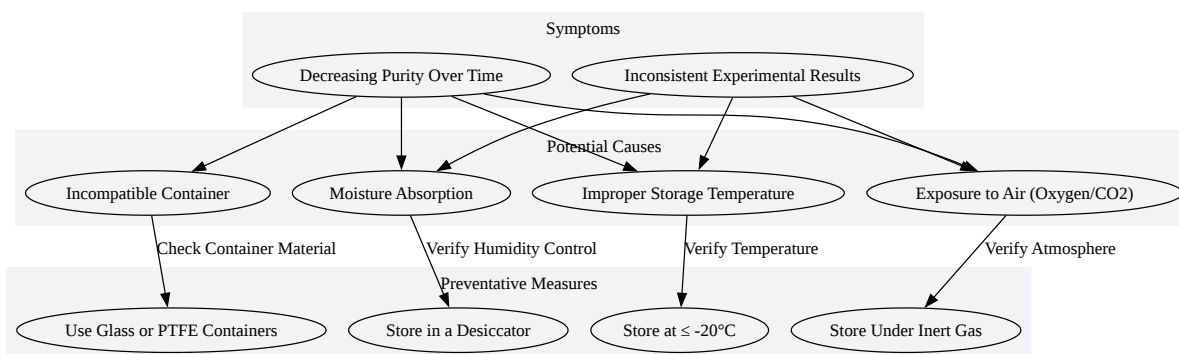 Symptoms
Decreasing Purity Over Time
Inconsistent Experimental Results
Potential Causes
Incompatible Container
Moisture Absorption
Improper Storage Temperature
Exposure to Air (Oxygen/CO2)
Check Container Material
Verify Humidity Control
Verify Temperature
Verify Atmosphere
Preventative Measures
Use Glass or PTFE Containers
Store in a Desiccator
Store at ≤ -20°C
Store Under Inert Gas